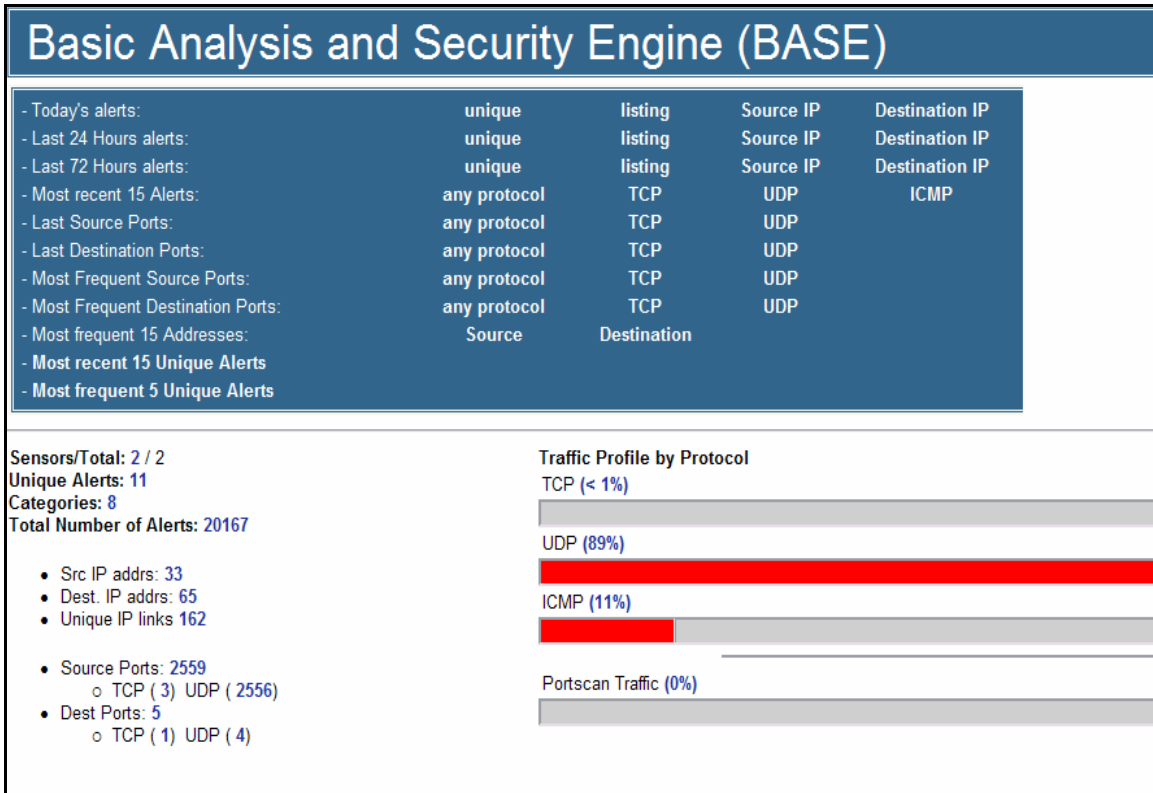 Basic Analysis and Security Engine (BASE)
- Today's alerts: unique listing Source IP Destination IP
- Last 24 Hours alerts: unique listing Source IP Destination IP
- Last 72 Hours alerts: unique listing Source IP Destination IP
- Most recent 15 Alerts: any protocol TCP UDP ICMP
- Last Source Ports: any protocol TCP UDP
- Last Destination Ports: any protocol TCP UDP
- Most Frequent Source Ports: any protocol TCP UDP
- Most Frequent Destination Ports: any protocol TCP UDP
- Most frequent 15 Addresses: Source Destination
- Most recent 15 Unique Alerts
- Most frequent 5 Unique Alerts
Sensors/Total: 2 / 2
Unique Alerts: 11
Categories: 8
Total Number of Alerts: 20167
• Src IP addrs: 33
• Dest. IP addrs: 65
• Unique IP links 162
• Source Ports: 2559
○ TCP ( 3) UDP ( 2556)
• Dest Ports: 5
○ TCP ( 1) UDP ( 4)
Traffic Profile by Protocol
TCP (< 1%)
UDP (89%)
ICMP (11%)
Portscan Traffic (0%)